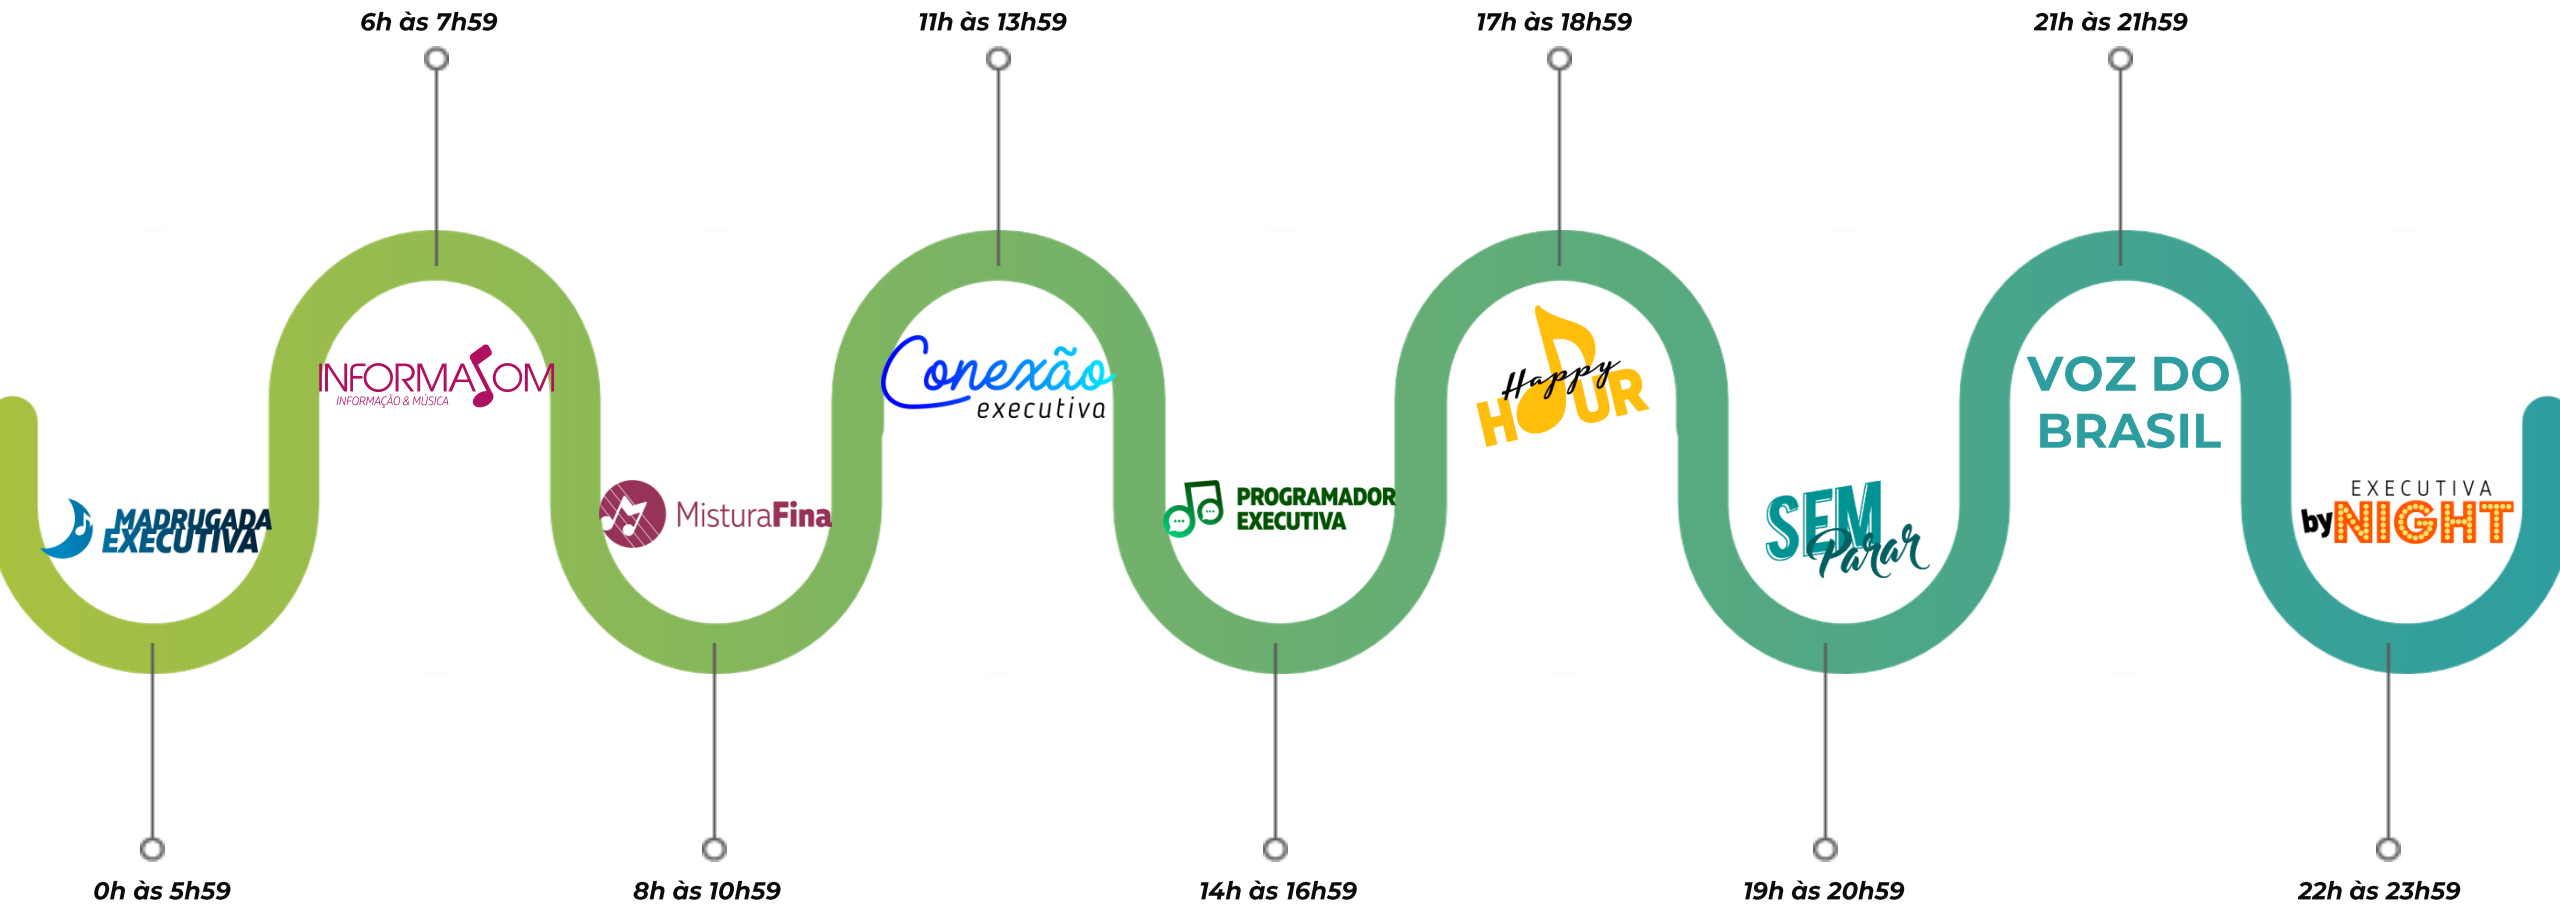 6h às 7h59
11h às 13h59
17h às 18h59
21h às 21h59
INFORMASOM
INFORMAÇÃO & MÚSICA
Conexão
executiva
Happy
HOUR
VOZ DO
BRASIL
MADRUGADA
EXECUTIVA
MisturaFina
PROGRAMADOR
EXECUTIVA
SEM
Parar
EXECUTIVA
by NIGHT
0h às 5h59
8h às 10h59
14h às 16h59
19h às 20h59
22h às 23h59